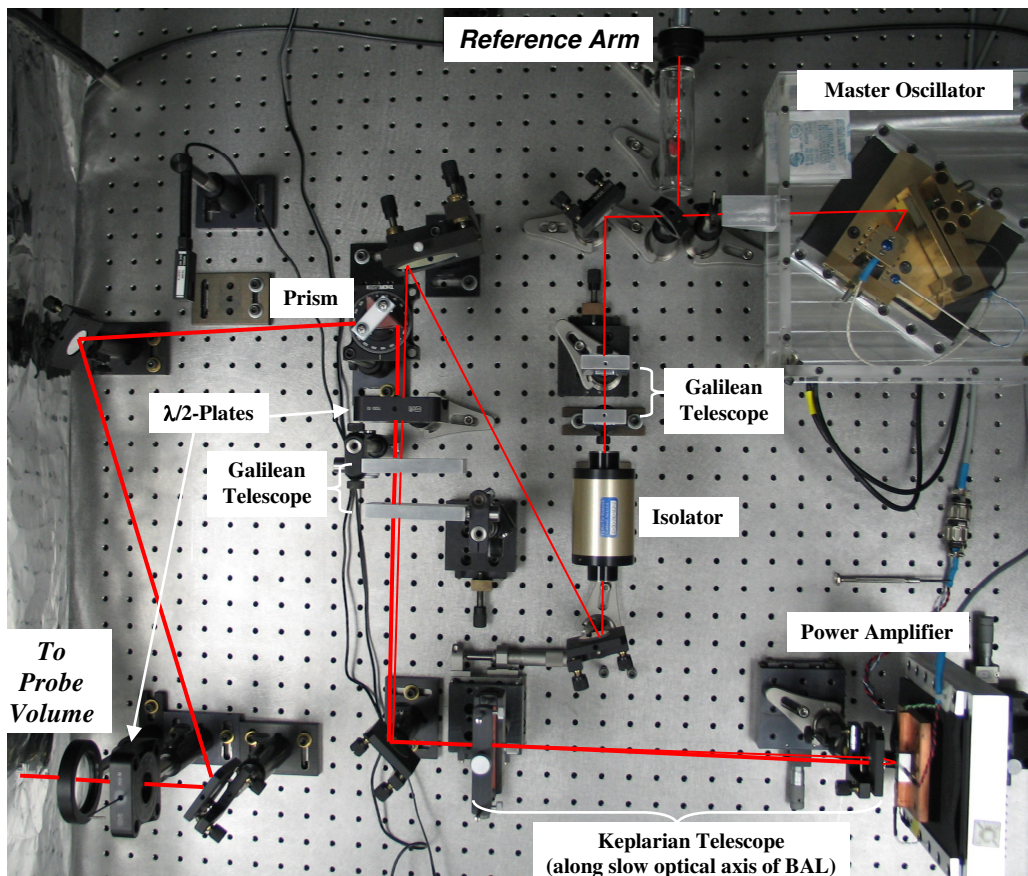 Reference Arm
Master Oscillator
Prism
λ/2-Plates
Galilean
Telescope
Galilean
Telescope
Isolator
Power Amplifier
To
Probe
Volume
Keplarian Telescope
(along slow optical axis of BAL)